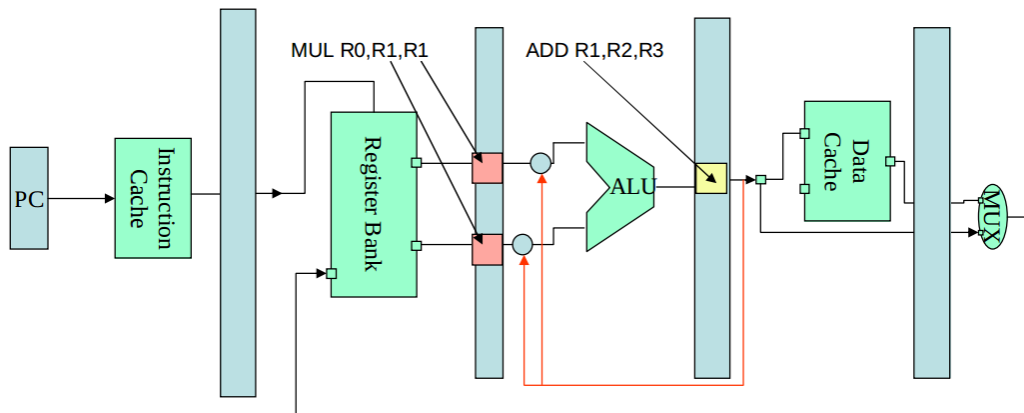 MUL R0,R1,R1
ADD R1,R2,R3
PC
Instruction
Cache
Register Bank
ALU
Data
Cache
MUX